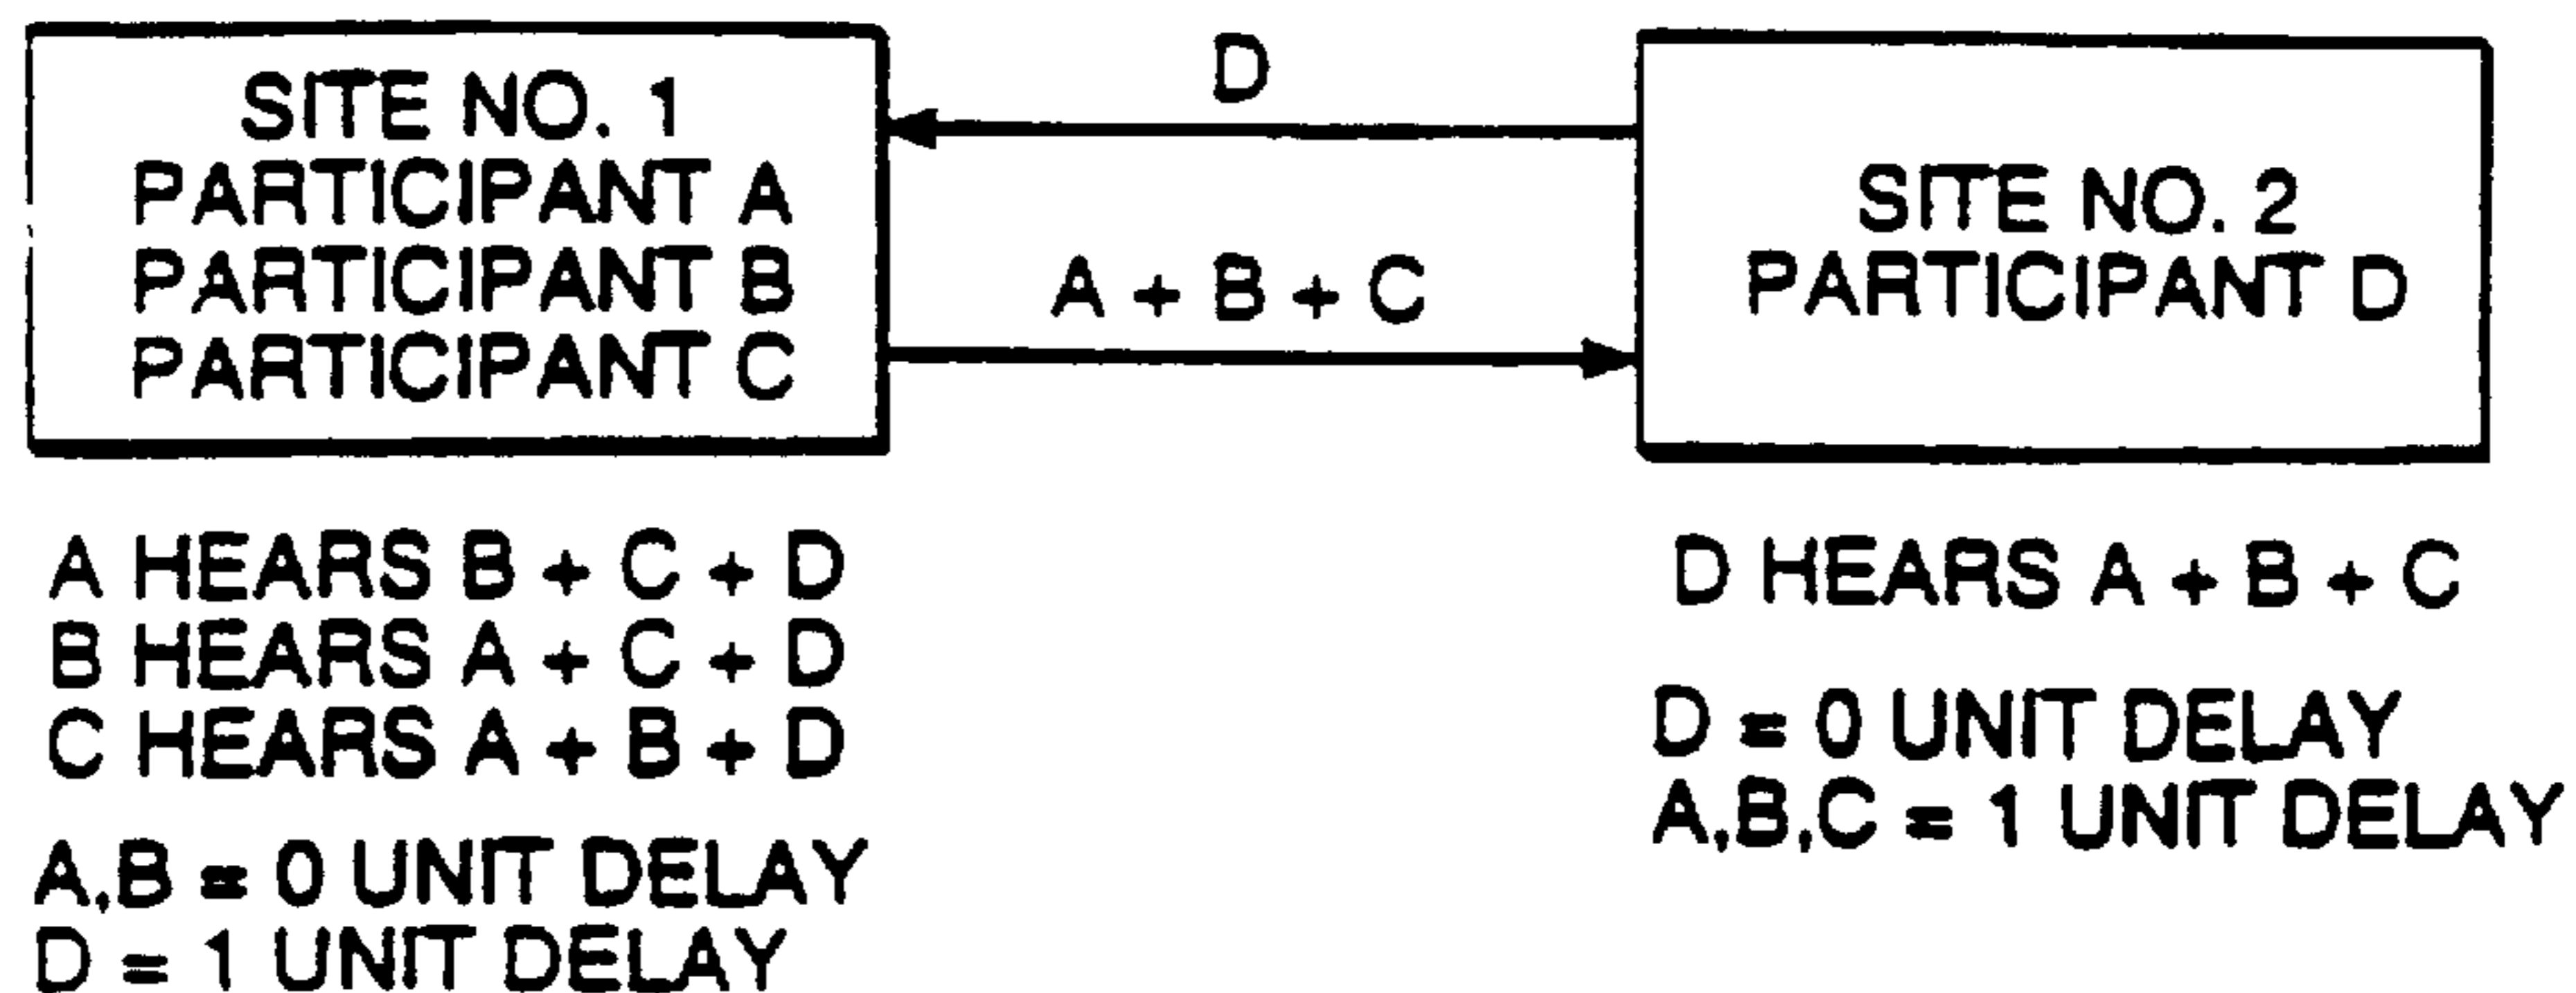 SITE NO. 1
PARTICIPANT A
PARTICIPANT B
PARTICIPANT C
D
A + B + C
SITE NO. 2
PARTICIPANT D
A HEARS B + C + D
B HEARS A + C + D
C HEARS A + B + D
A,B = 0 UNIT DELAY
D = 1 UNIT DELAY
D HEARS A + B + C
D = 0 UNIT DELAY
A,B,C = 1 UNIT DELAY